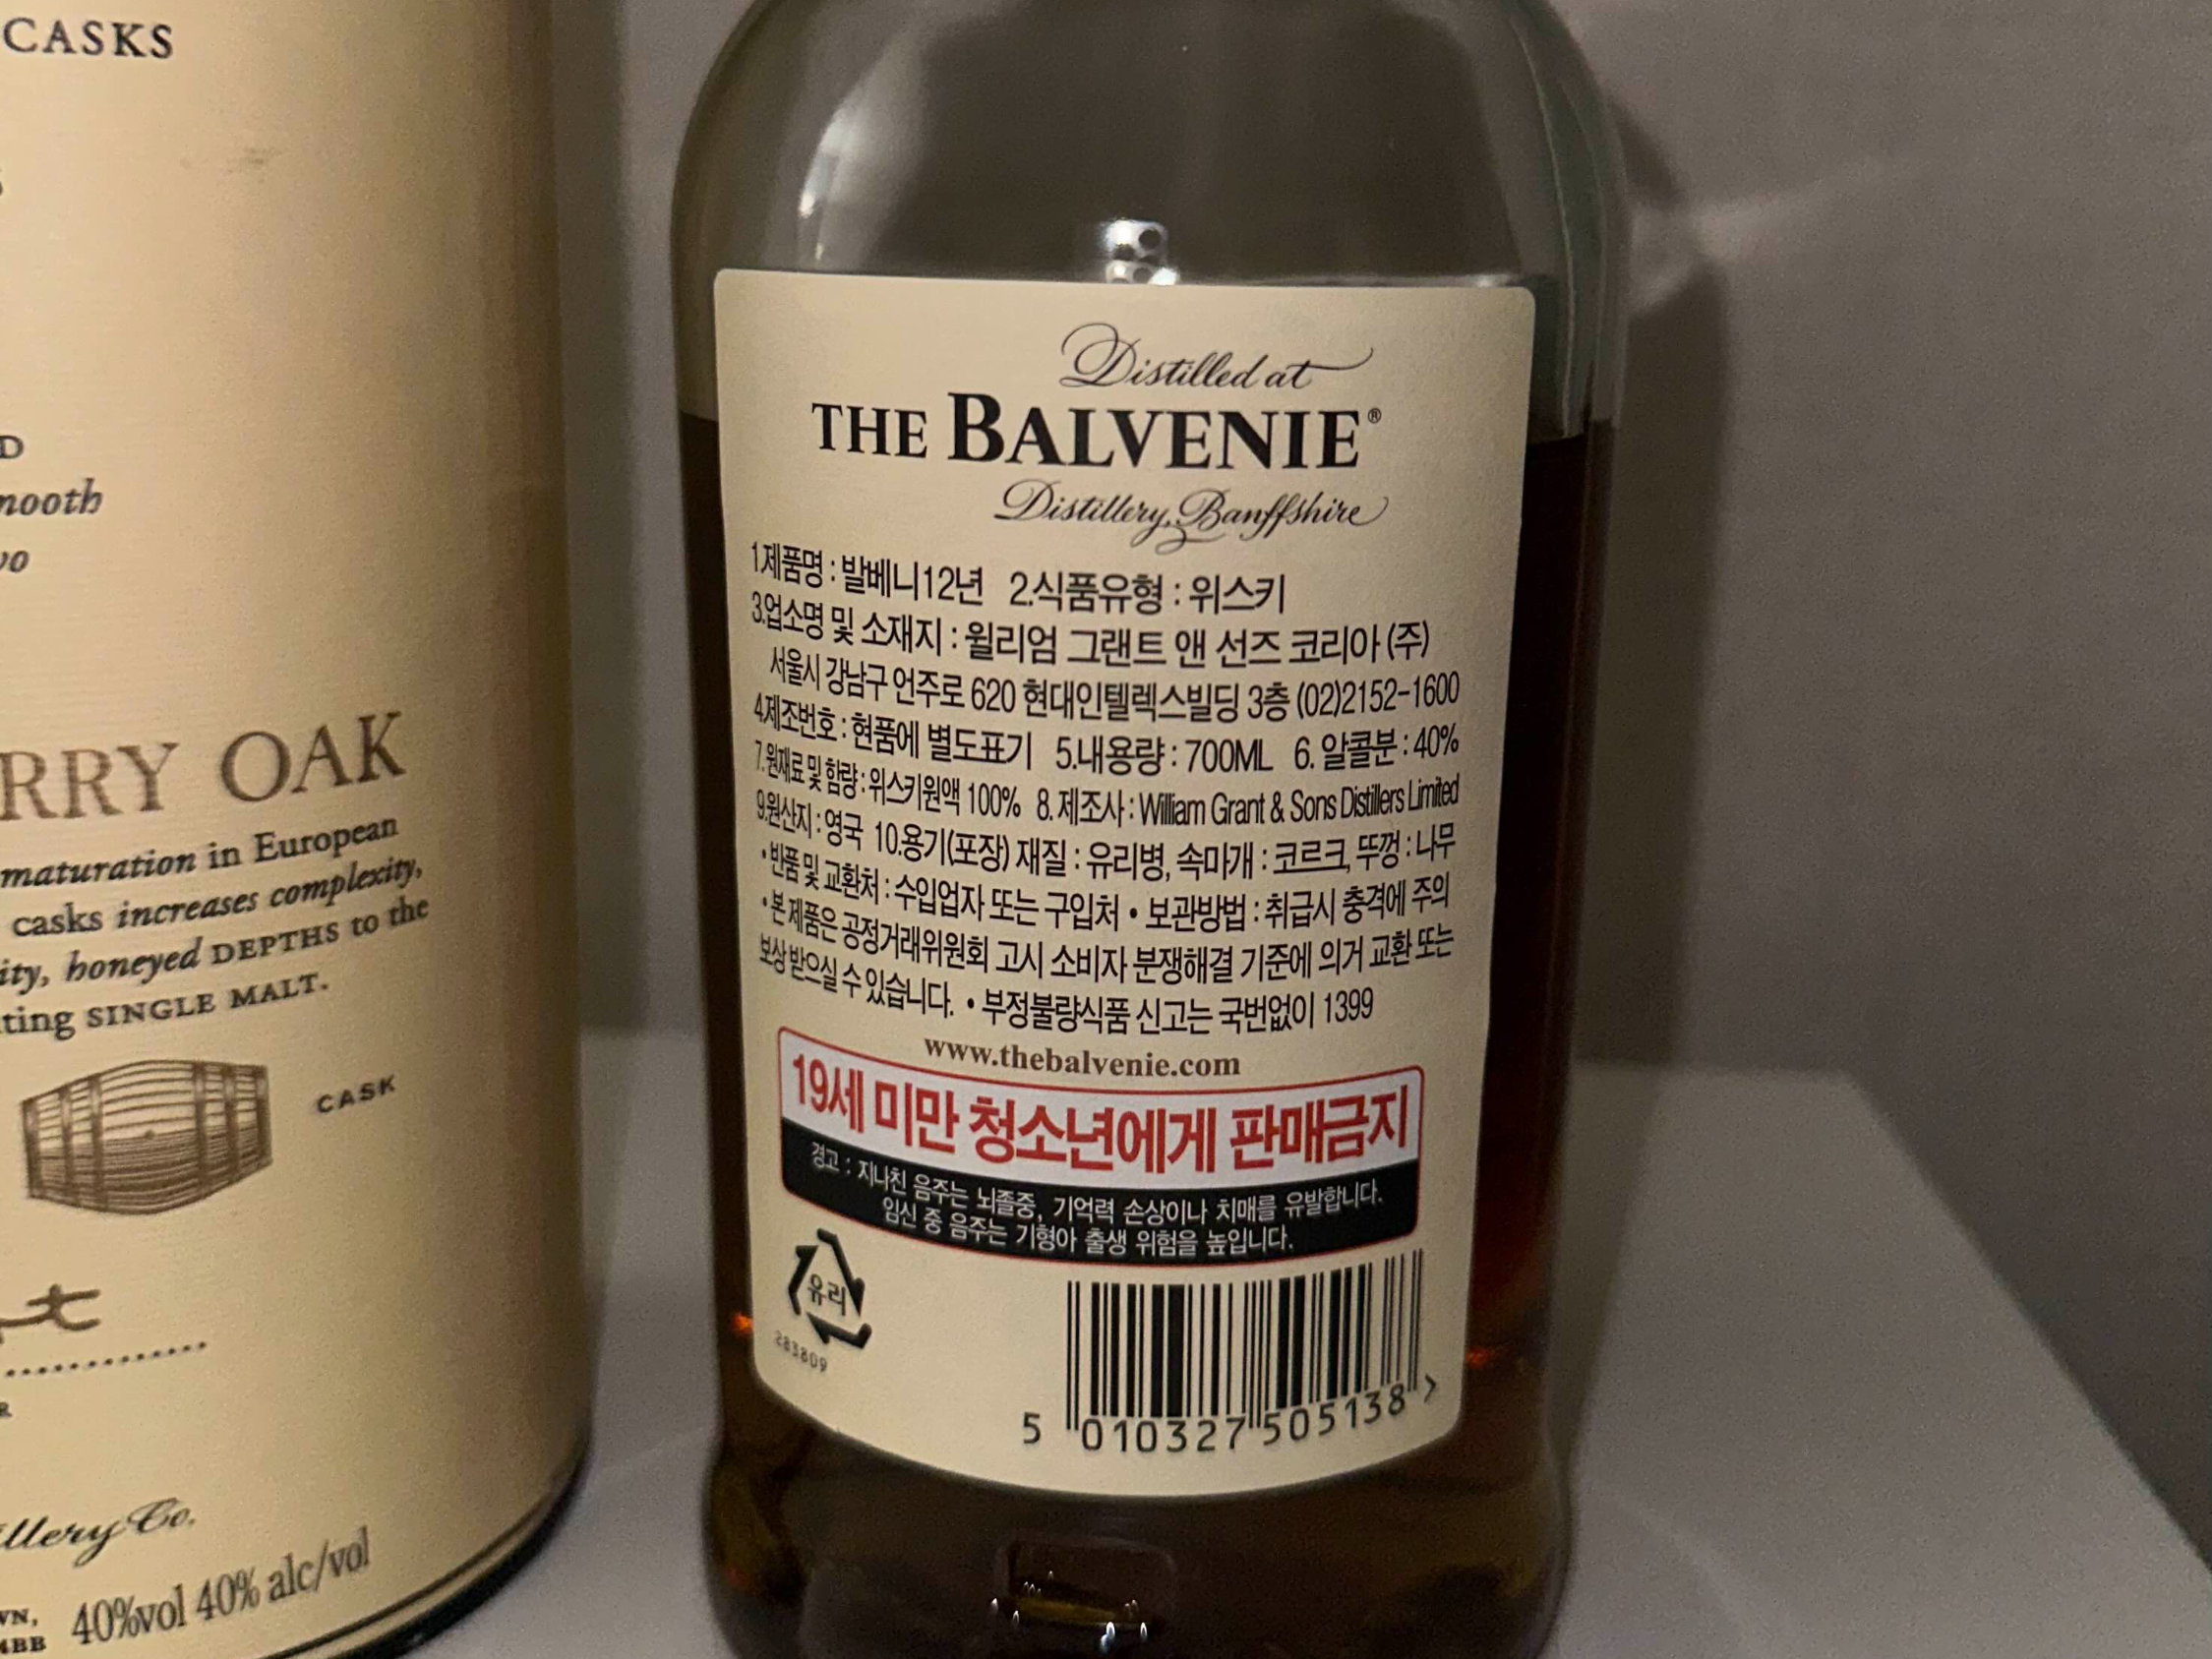 CASKS
RRY OAK
maturation in European
casks increases complexity,
honeyed DEPTHS to the
SINGLE MALT.
CASK
40%vol 40% alc/vol
Distilled at
THE BALVENIE®
Distillery, Banffshire
1.제품명 : 발베니12년 2.식품유형 : 위스키
3.업소명 및 소재지 : 윌리엄 그랜트 앤 선즈 코리아 (주)
서울시 강남구 언주로 620 현대인텔렉스빌딩 3층 (02)2152-1600
4.제조번호 : 현품에 별도표기 5.내용량 : 700ML 6. 알콜분 : 40%
7.원재료 및 함량 : 위스키원액 100% 8. 제조사 : William Grant & Sons Distillers Limited
9.원산지 : 영국 10.용기(포장) 재질 : 유리병, 속마개 : 코르크, 뚜껑 : 나무
•반품 및 교환처 : 수입업자 또는 구입처 • 보관방법 : 취급시 충격에 주의
•본 제품은 공정거래위원회 고시 소비자 분쟁해결 기준에 의거 교환 또는
보상 받으실 수 있습니다. • 부정불량식품 신고는 국번없이 1399
www.thebalvenie.com
19세 미만 청소년에게 판매금지
경고 : 지나친 음주는 뇌졸중, 기억력 손상이나 치매를 유발합니다.
임신 중 음주는 기형아 출생 위험을 높입니다.
유리
283809
5 010327 505138 >